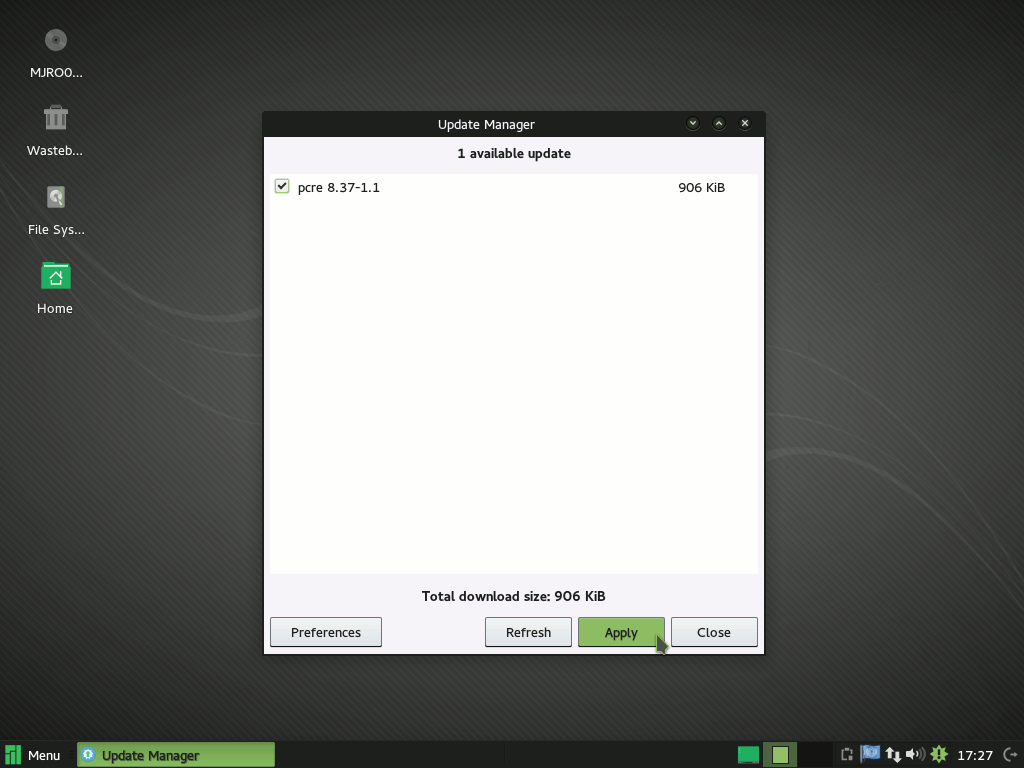 MJRO0...
Wasteb...
File Sys...
Home
Update Manager
1 available update
pcre 8.37-1.1 906 KiB
Total download size: 906 KiB
Preferences Refresh Apply Close
Menu Update Manager 17:27